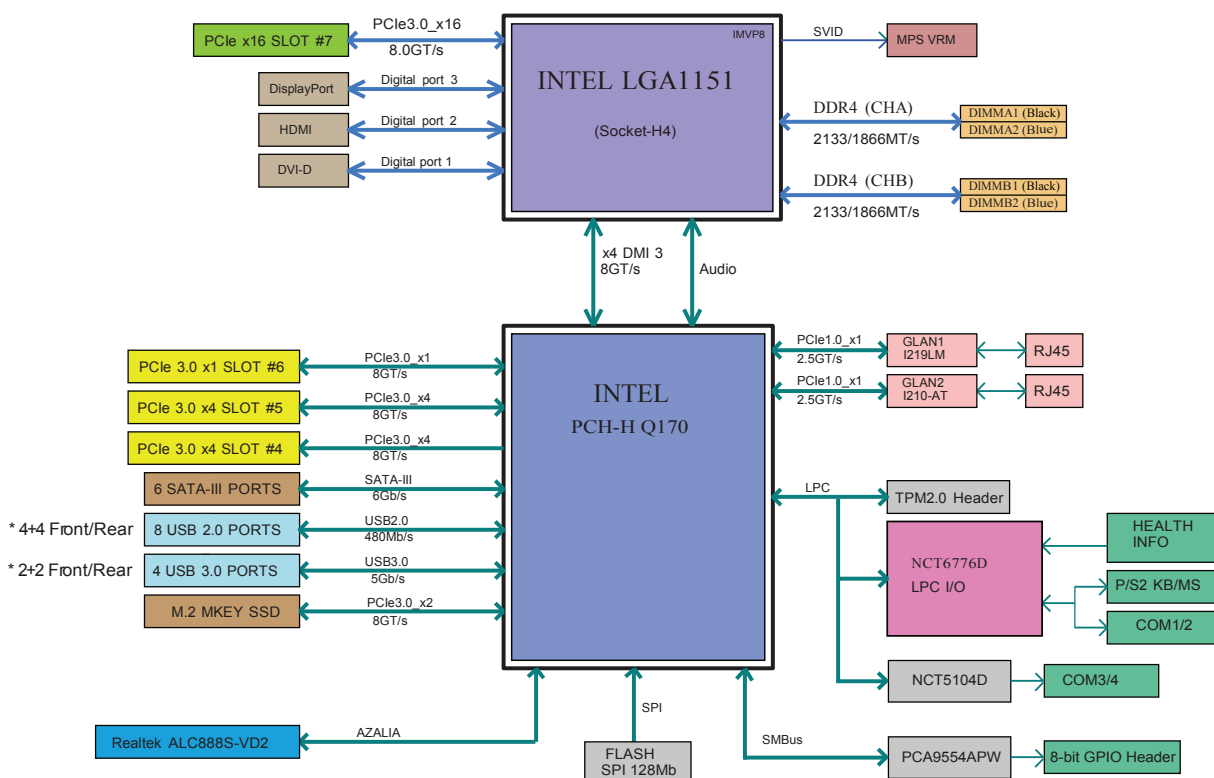 PCIe x16 SLOT #7
PCIe3.0_x16
8.0GT/s
DisplayPort
Digital port 3
HDMI
Digital port 2
DVI-D
Digital port 1
IMVP8
INTEL LGA1151
(Socket-H4)
SVID
MPS VRM
DDR4 (CHA)
2133/1866MT/s
DIMMA1 (Black)
DIMMA2 (Blue)
DDR4 (CHB)
2133/1866MT/s
DIMMB1 (Black)
DIMMB2 (Blue)
x4 DMI 3
8GT/s
Audio
INTEL
PCH-H Q170
PCIe 3.0 x1 SLOT #6
PCIe3.0_x1
8GT/s
PCIe 3.0 x4 SLOT #5
PCIe3.0_x4
8GT/s
PCIe 3.0 x4 SLOT #4
PCIe3.0_x4
8GT/s
6 SATA-III PORTS
SATA-III
6Gb/s
* 4+4 Front/Rear
8 USB 2.0 PORTS
USB2.0
480Mb/s
* 2+2 Front/Rear
4 USB 3.0 PORTS
USB3.0
5Gb/s
M.2 MKEY SSD
PCIe3.0_x2
8GT/s
PCIe1.0_x1
2.5GT/s
GLAN1
I219LM
RJ45
PCIe1.0_x1
2.5GT/s
GLAN2
I210-AT
RJ45
LPC
TPM2.0 Header
NCT6776D
LPC I/O
HEALTH
INFO
P/S2 KB/MS
COM1/2
NCT5104D
COM3/4
Realtek ALC888S-VD2
AZALIA
SPI
FLASH
SPI 128Mb
SMBus
PCA9554APW
8-bit GPIO Header